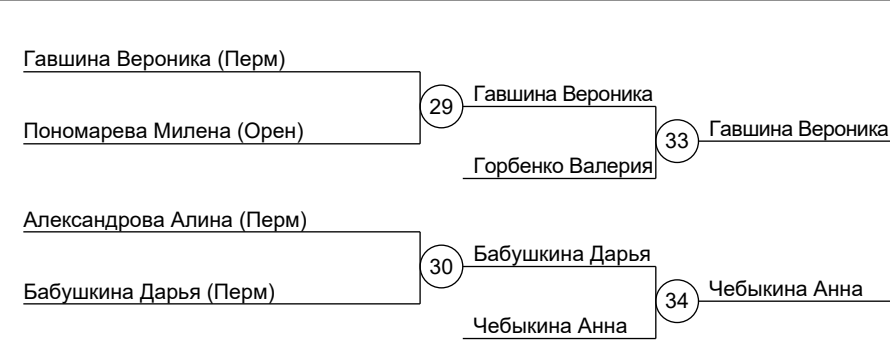 Гавшина Вероника (Перм)
Гавшина Вероника
29
Гавшина Вероника
Пономарева Милена (Орен)
33
Горбенко Валерия
Александрова Алина (Перм)
Бабушкина Дарья
30
Чебыкина Анна
Бабушкина Дарья (Перм)
34
Чебыкина Анна